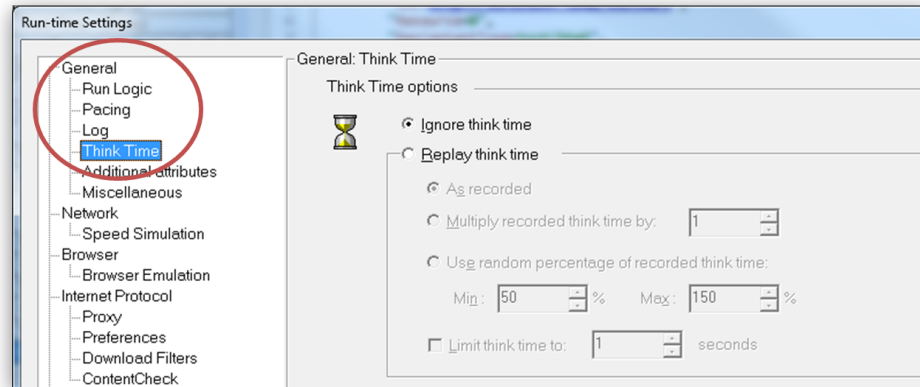 Run-time Settings
General
Run Logic
Pacing
Log
Think Time
Additional attributes
Miscellaneous
Network
Speed Simulation
Browser
Browser Emulation
Internet Protocol
Proxy
Preferences
Download Filters
ContentCheck
General: Think Time
Think Time options
Ignore think time
Replay think time
As recorded
Multiply recorded think time by: 1
Use random percentage of recorded think time:
Min: 50 % Max: 150 %
Limit think time to: 1 seconds